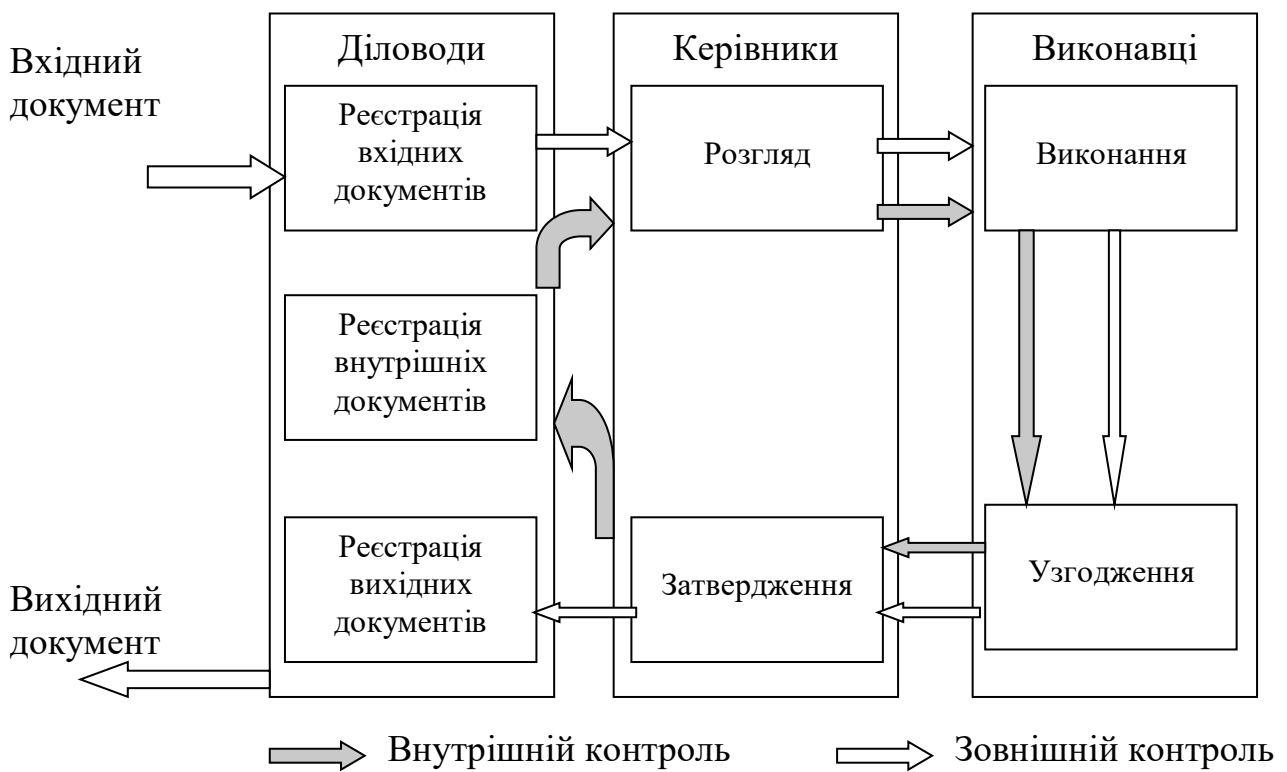 Вхідний
документ
Діловоди
Керівники
Виконавці
Реєстрація
вхідних
документів
Розгляд
Виконання
Реєстрація
внутрішніх
документів
Реєстрація
вихідних
документів
Затвердження
Узгодження
Вихідний
документ
Внутрішній контроль
Зовнішній контроль